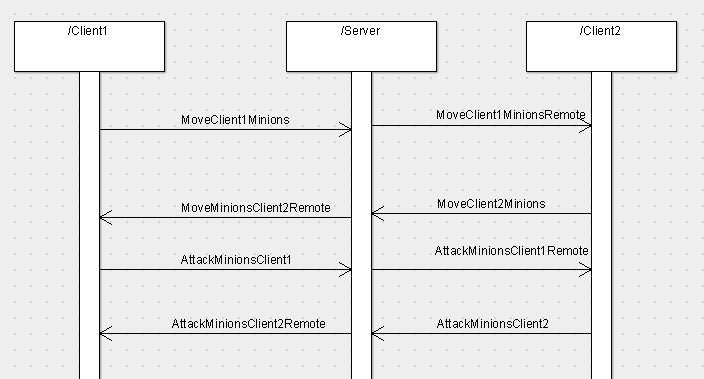 /Client1
/Server
/Client2
MoveClient1Minions
MoveClient1MinionsRemote
MoveMinionsClient2Remote
MoveClient2Minions
AttackMinionsClient1
AttackMinionsClient1Remote
AttackMinionsClient2Remote
AttackMinionsClient2